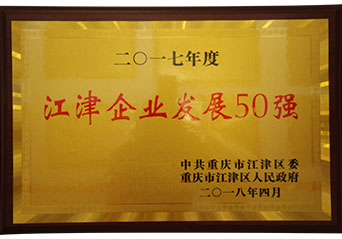 二〇一七年度
江津企业发展50强
中共重庆市江津区委
重庆市江津区人民政府
二〇一八年四月